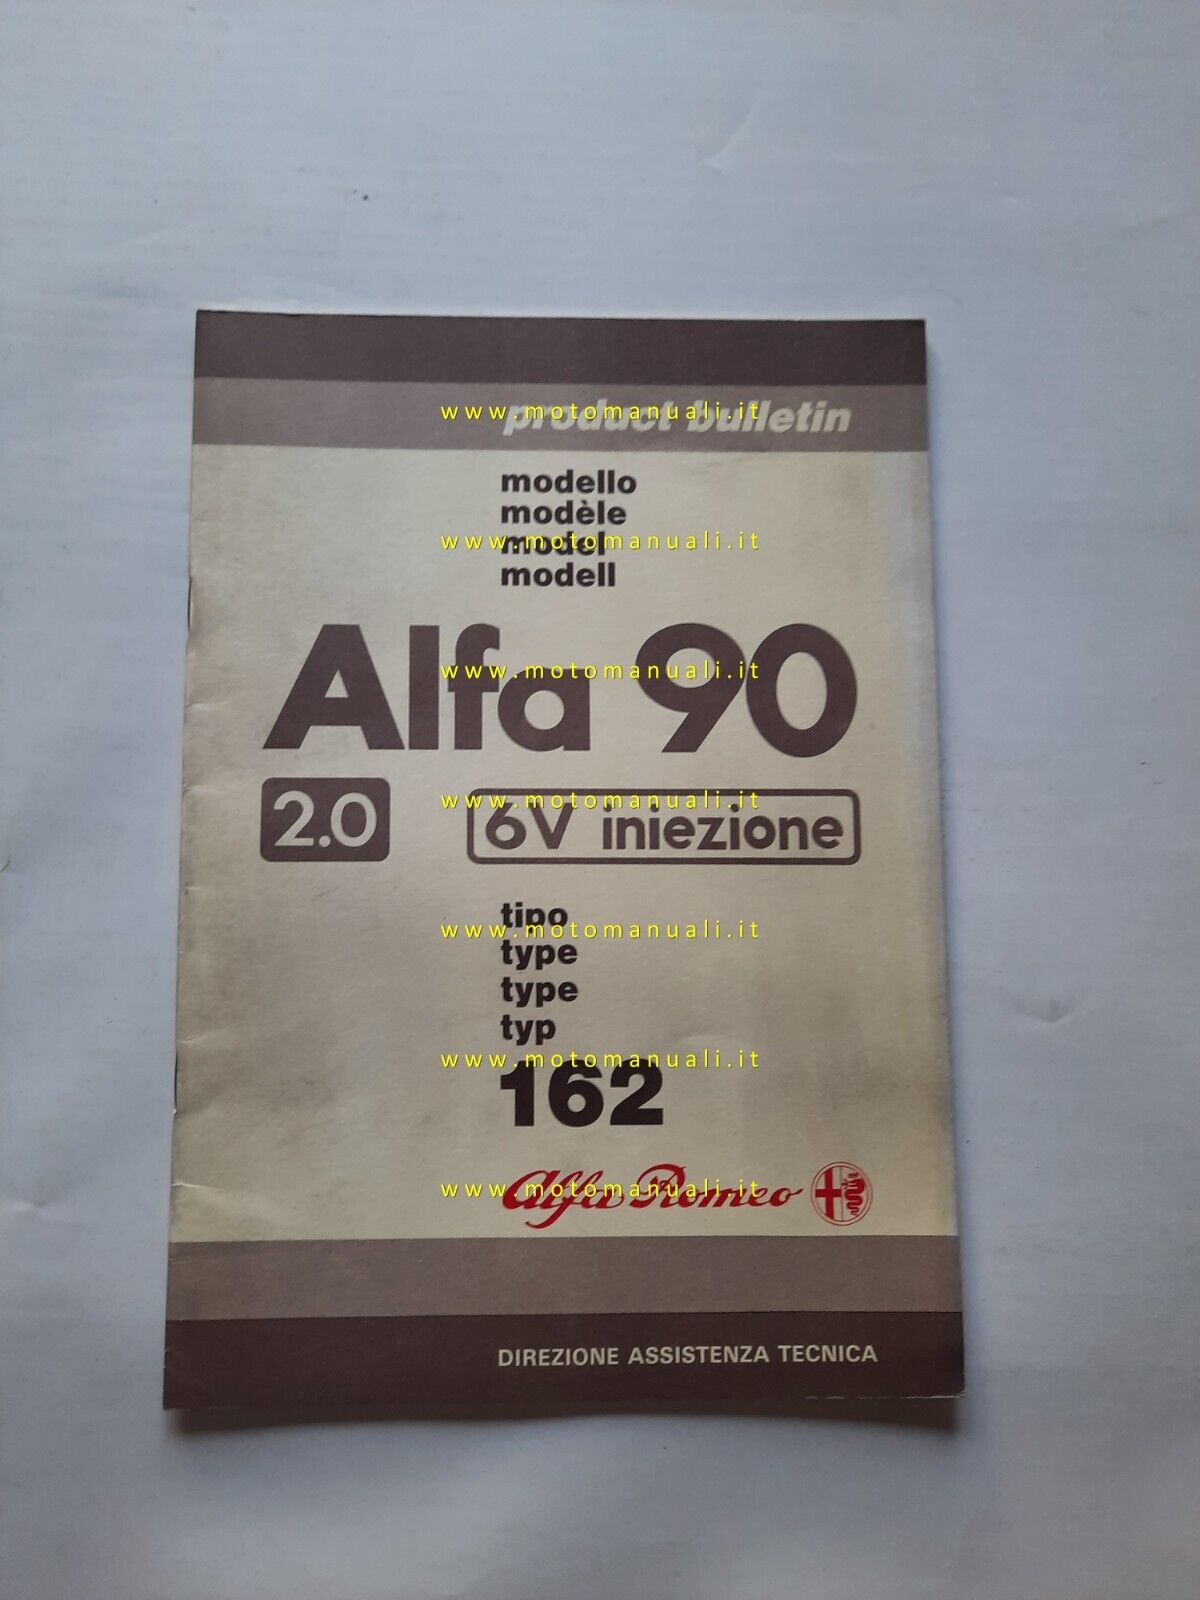 product bulletin
www.motomanuali.it
modello
modèle
model
www.motomanuali.it
modell
Alfa 90
www.motomanuali.it
2.0 6V iniezione
www.motomanuali.it
tipo
www.motomanuali.it
type
type
typ
www.motomanuali.it
162
Alfa Romeo
www.motomanuali.it
DIREZIONE ASSISTENZA TECNICA